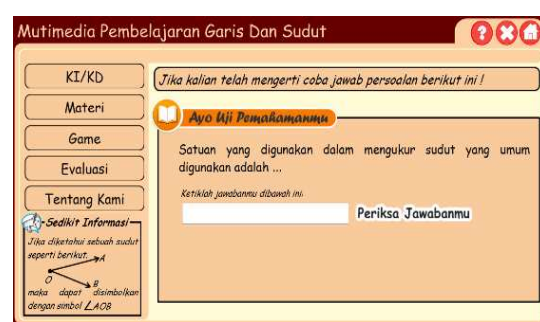 Mutimedia Pembelajaran Garis Dan Sudut
KI/KD
Materi
Game
Evaluasi
Tentang Kami
Sedikit Informasi
Jika diketahui sebuah sudut
seperti berikut.
A
O
B
maka dapat disimbolkan
dengan simbol ∠AOB
Jika kalian telah mengerti coba jawab persoalan berikut ini !
Ayo Uji Pemahamanmu
Satuan yang digunakan dalam mengukur sudut yang umum
digunakan adalah ...
Ketiklah jawabanmu dibawah ini.
Periksa Jawabanmu